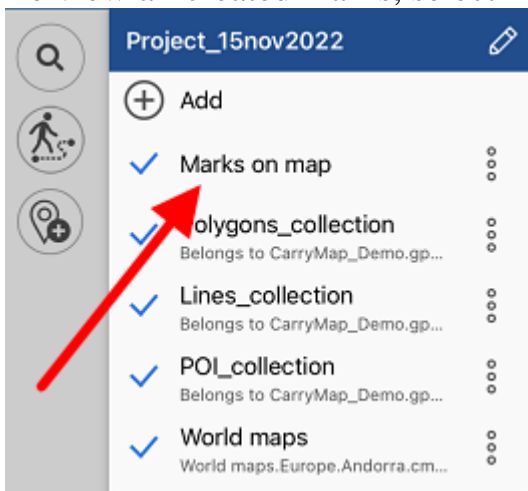 Project_15nov2022
Add
Marks on map
Polygons_collection
Belongs to CarryMap_Demo.gp...
Lines_collection
Belongs to CarryMap_Demo.gp...
POI_collection
Belongs to CarryMap_Demo.gp...
World maps
World maps.Europe.Andorra.cm...